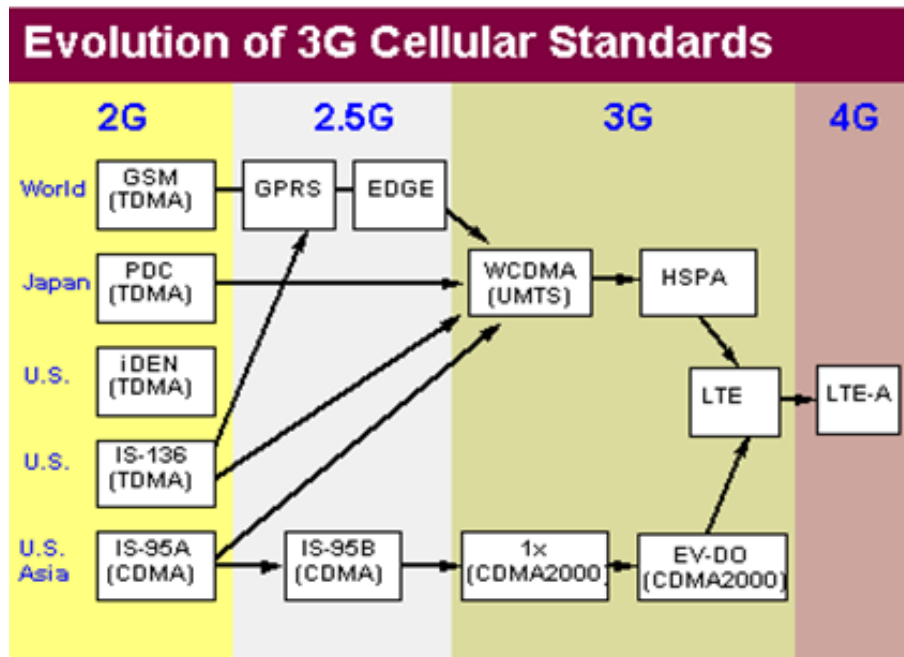 Evolution of 3G Cellular Standards
2G
2.5G
3G
4G
World
GSM
(TDMA)
GPRS
EDGE
Japan
PDC
(TDMA)
WCDMA
(UMTS)
HSPA
U.S.
iDEN
(TDMA)
LTE
LTE-A
U.S.
IS-136
(TDMA)
U.S.
Asia
IS-95A
(CDMA)
IS-95B
(CDMA)
1x
(CDMA2000)
EV-DO
(CDMA2000)